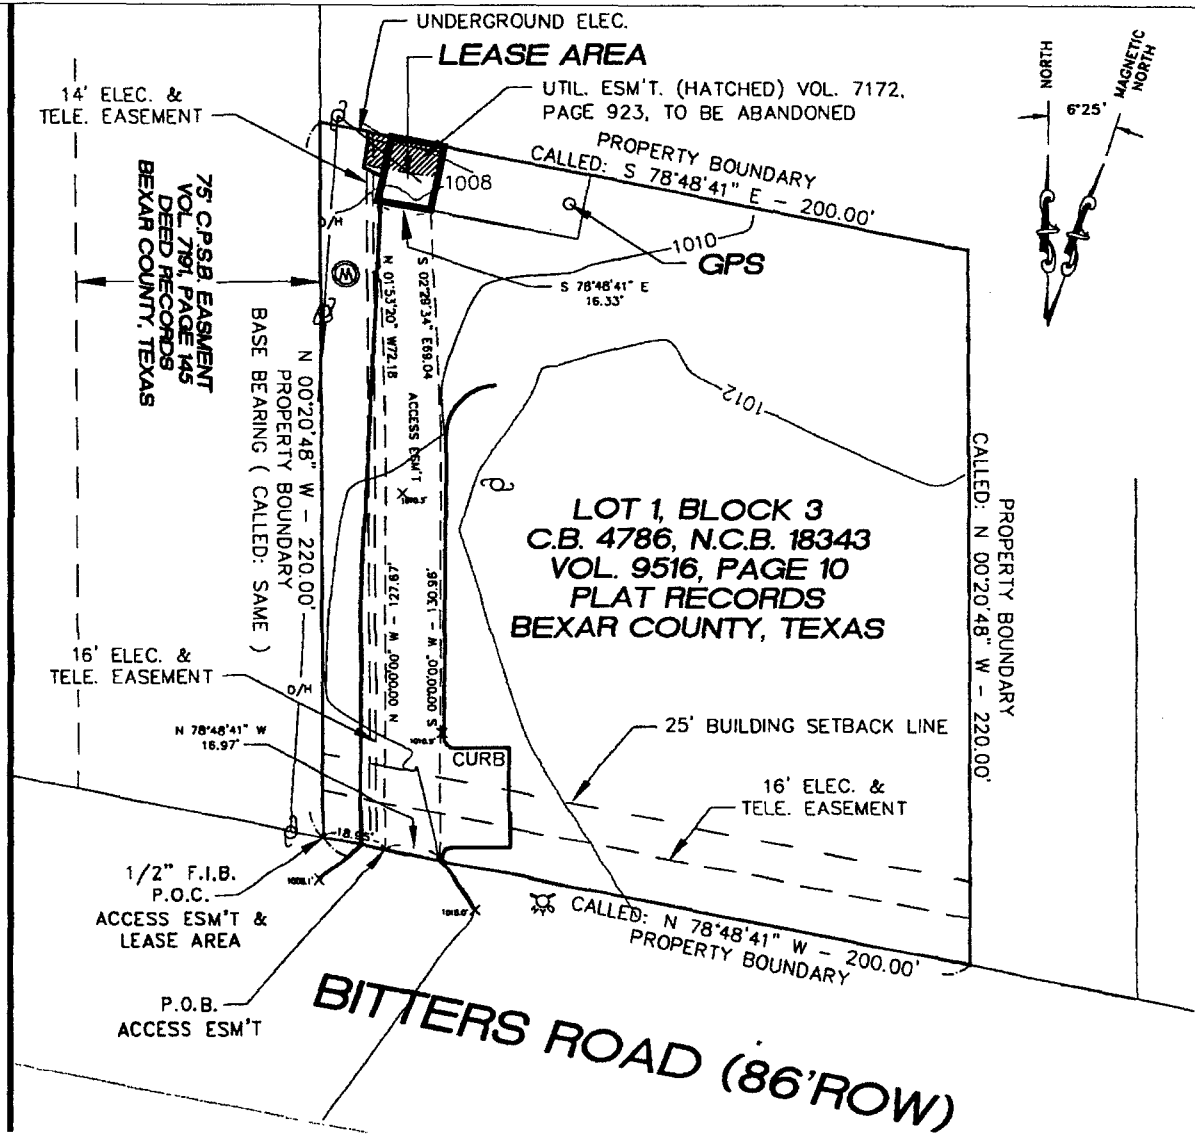 UNDERGROUND ELEC.
LEASE AREA
UTIL. ESM'T. (HATCHED) VOL. 7172,
PAGE 923, TO BE ABANDONED
14' ELEC. &
TELE. EASEMENT
NORTH
MAGNETIC
NORTH
6°25'
PROPERTY BOUNDARY
CALLED: S 78°48'41" E - 200.00'
1008
1010
GPS
S 78°48'41" E
16.33'
75' C.P.S.B. EASMENT
VOL. 7191, PAGE 145
DEED RECORDS
BEXAR COUNTY, TEXAS
D/H
W
N 00°20'48" W - 220.00'
PROPERTY BOUNDARY
BASE BEARING ( CALLED: SAME )
N 01°53'20" W72.18
S 02°28'34" E69.04
ACCESS ESM'T
1012
LOT 1, BLOCK 3
C.B. 4786, N.C.B. 18343
VOL. 9516, PAGE 10
PLAT RECORDS
BEXAR COUNTY, TEXAS
N 00°00'00" W - 127.97'
S 00°00'00" W - 130.16'
PROPERTY BOUNDARY
CALLED: N 00°20'48" W - 220.00'
16' ELEC. &
TELE. EASEMENT
D/H
N 78°48'41" W
16.97'
CURB
25' BUILDING SETBACK LINE
16' ELEC. &
TELE. EASEMENT
18.95'
1/2" F.I.B.
P.O.C.
ACCESS ESM'T &
LEASE AREA
P.O.B.
ACCESS ESM'T
CALLED: N 78°48'41" W - 200.00'
PROPERTY BOUNDARY
BITTERS ROAD (86'ROW)